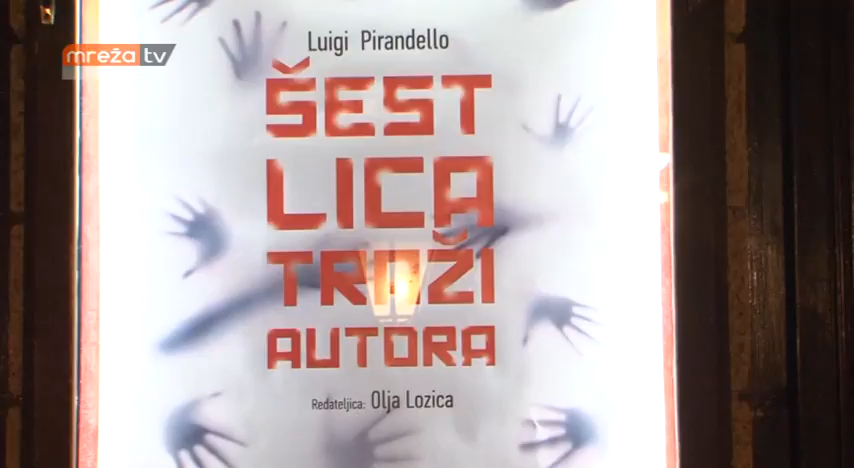 mreža tv
Luigi Pirandello
ŠEST
LICA
TRAŽI
AUTORA
Redateljica: Olja Lozica